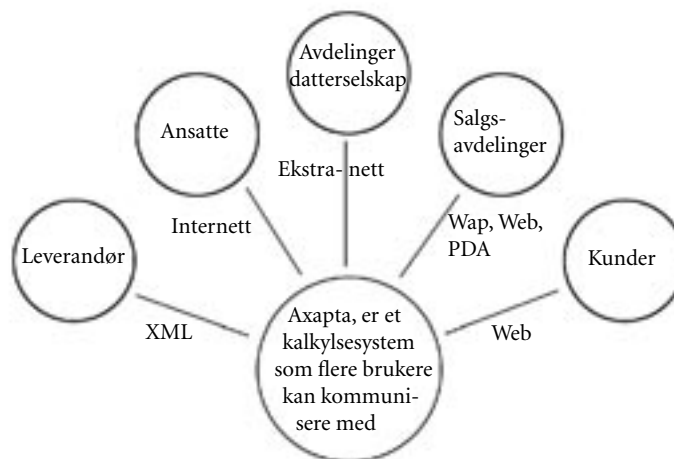 Avdelinger
datterselskap
Ansatte
Salgs-
avdelinger
Ekstra- nett
Internett
Wap, Web,
PDA
Leverandør
Kunder
XML
Web
Axapta, er et
kalkylsesystem
som flere brukere
kan kommuni-
sere med